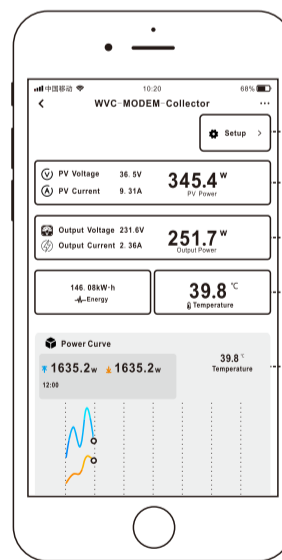 中国移动 10:20 68%
< WVC-MODEM-Collector ...
Setup >
V PV Voltage 36. 5V
345.4 W
A PV Current 9. 31A
PV Power
Output Voltage 231.6V
251.7 W
Output Current 2. 36A
Output Power
146. 08kW-h
39.8 ℃
Energy
Temperature
Power Curve
1635.2w 1635.2w
39.8 ℃
Temperature
12:00